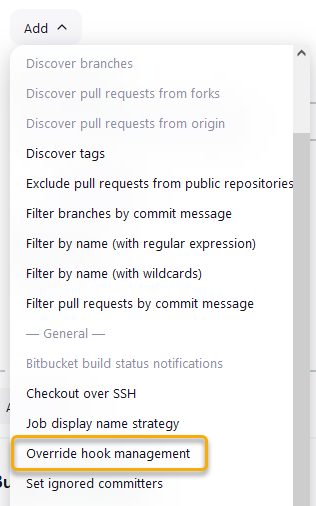 Add
Discover branches
Discover pull requests from forks
Discover pull requests from origin
Discover tags
Exclude pull requests from public repositories
Filter branches by commit message
Filter by name (with regular expression)
Filter by name (with wildcards)
Filter pull requests by commit message
— General —
Bitbucket build status notifications
Checkout over SSH
Job display name strategy
Override hook management
Set ignored committers